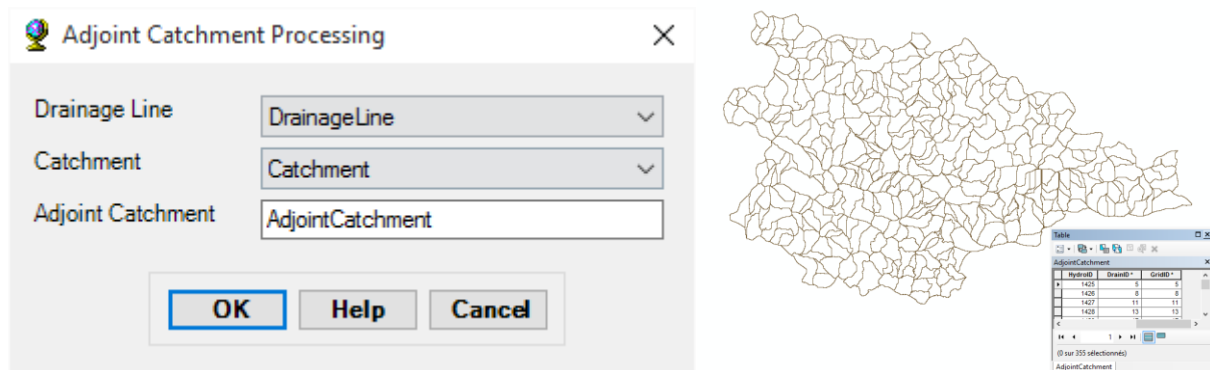 Adjoint Catchment Processing
Drainage Line
DrainageLine
Catchment
Catchment
Adjoint Catchment
AdjointCatchment
OK Help Cancel
Table
AdjointCatchment
HydroID DrainID * GridID *
1425 5 5
1426 8 8
1427 11 11
1428 13 13
1
(0 sur 355 sélectionnés)
AdjointCatchment